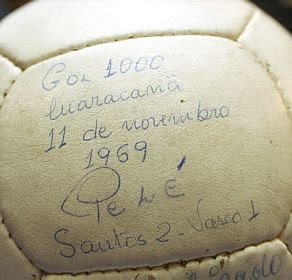 Gol 1000
Maracanã
11 de novembro
1969
Pelé
Santos 2 - Vasco 1